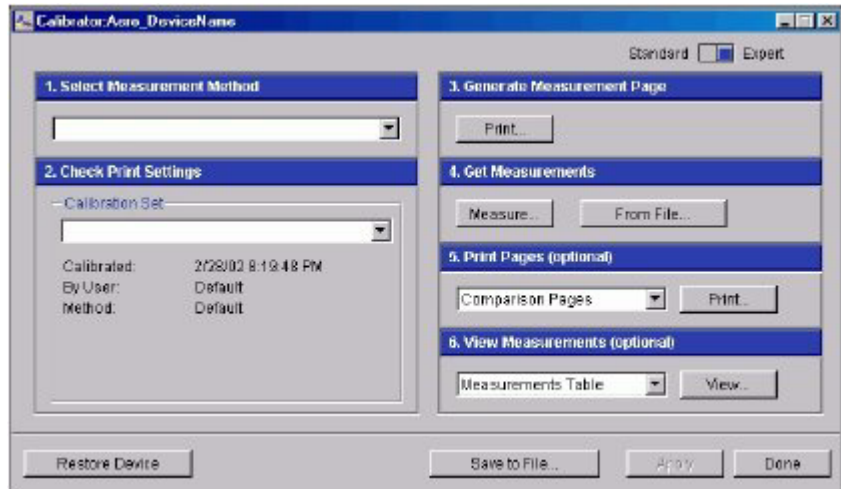 Calibrator:Aero_DeviceName
Standard Expert
1. Select Measurement Method
2. Check Print Settings
Calibration Set
Calibrated: 2/28/02 8:19:48 PM
By User: Default
Method: Default
3. Generate Measurement Page
Print...
4. Get Measurements
Measure... From File...
5. Print Pages (optional)
Comparison Pages Print...
6. View Measurements (optional)
Measurements Table View...
Restore Device Save to File... Apply Done